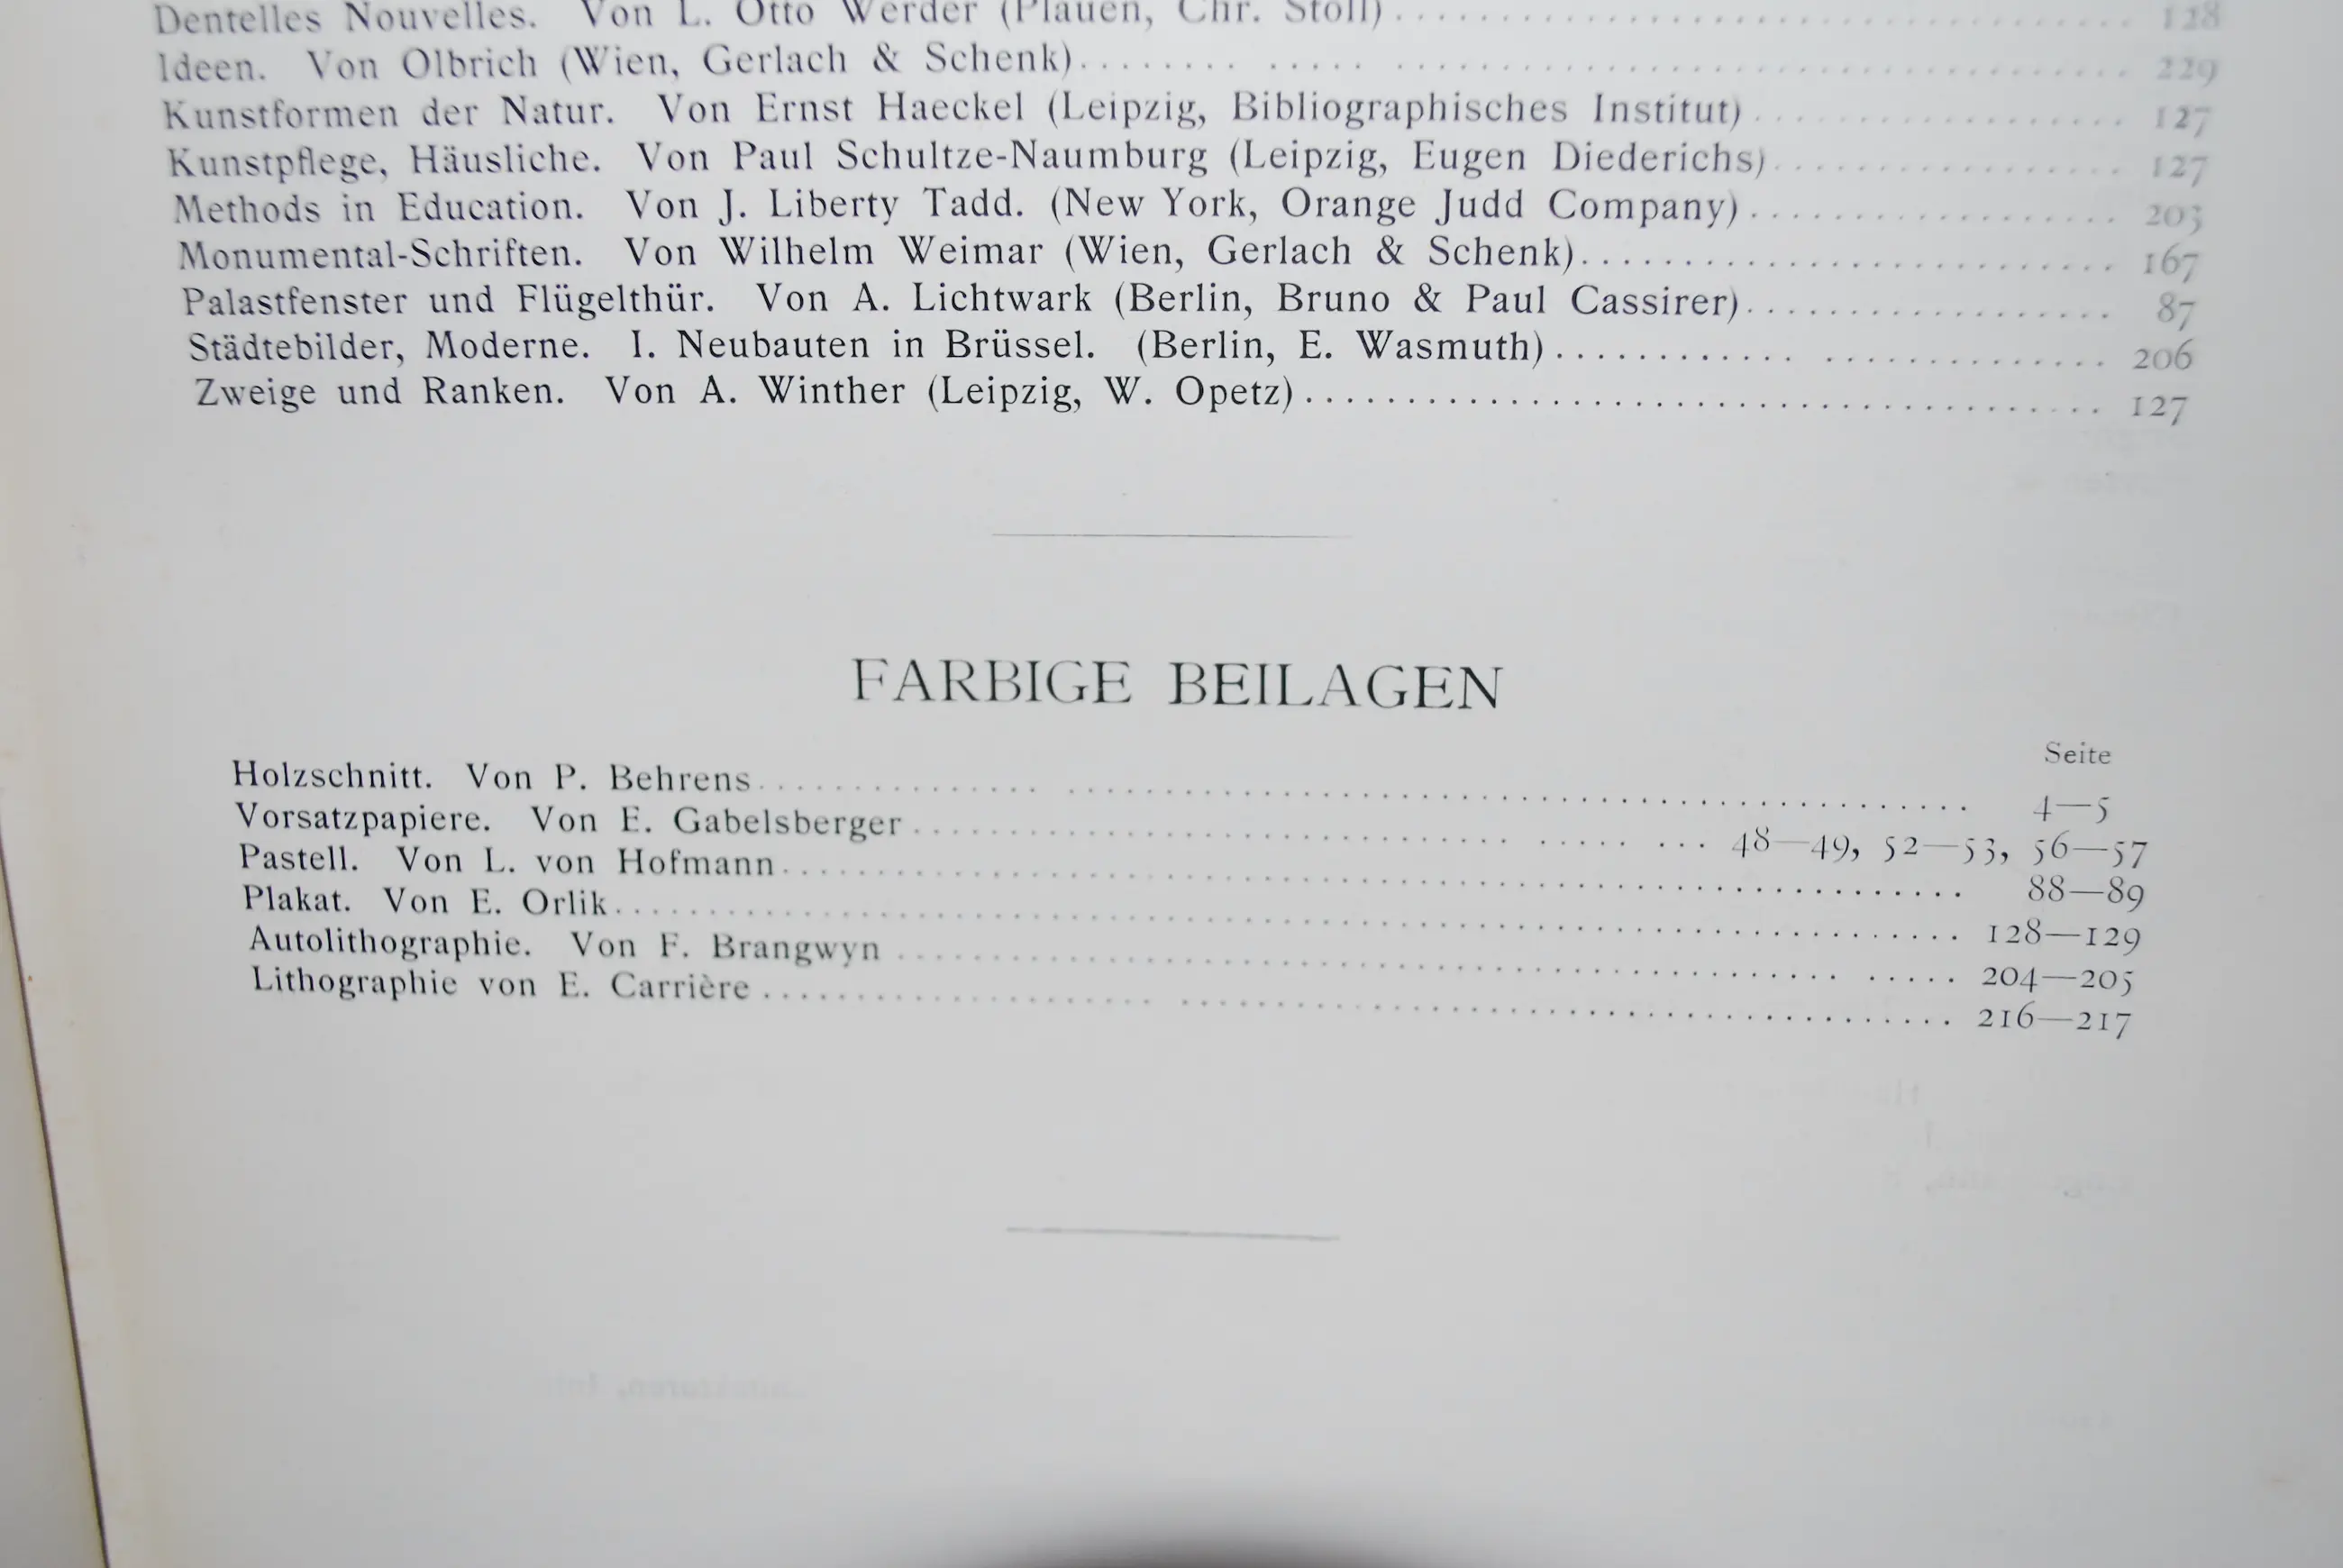 Dentelles Nouvelles. Von L. Otto Werder (Plauen, Chr. Stoll) 128
Ideen. Von Olbrich (Wien, Gerlach & Schenk) 229
Kunstformen der Natur. Von Ernst Haeckel (Leipzig, Bibliographisches Institut) 127
Kunstpflege, Häusliche. Von Paul Schultze-Naumburg (Leipzig, Eugen Diederichs) 127
Methods in Education. Von J. Liberty Tadd. (New York, Orange Judd Company) 203
Monumental-Schriften. Von Wilhelm Weimar (Wien, Gerlach & Schenk) 167
Palastfenster und Flügelthür. Von A. Lichtwark (Berlin, Bruno & Paul Cassirer) 87
Städtebilder, Moderne. I. Neubauten in Brüssel. (Berlin, E. Wasmuth) 206
Zweige und Ranken. Von A. Winther (Leipzig, W. Opetz) 127
FARBIGE BEILAGEN
Seite
Holzschnitt. Von P. Behrens 4—5
Vorsatzpapiere. Von E. Gabelsberger 48—49, 52—53, 56—57
Pastell. Von L. von Hofmann 88—89
Plakat. Von E. Orlik 128—129
Autolithographie. Von F. Brangwyn 204—205
Lithographie von E. Carrière 216—217